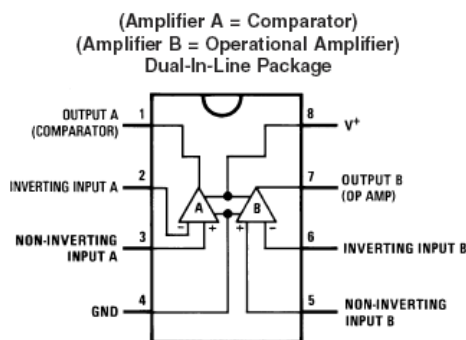 (Amplifier A = Comparator)
(Amplifier B = Operational Amplifier)
Dual-In-Line Package
OUTPUT A
(COMPARATOR)
1
8
V+
INVERTING INPUT A
2
7
OUTPUT B
(OP AMP)
A
B
− + + −
NON-INVERTING
INPUT A
3
6
INVERTING INPUT B
GND
4
5
NON-INVERTING
INPUT B